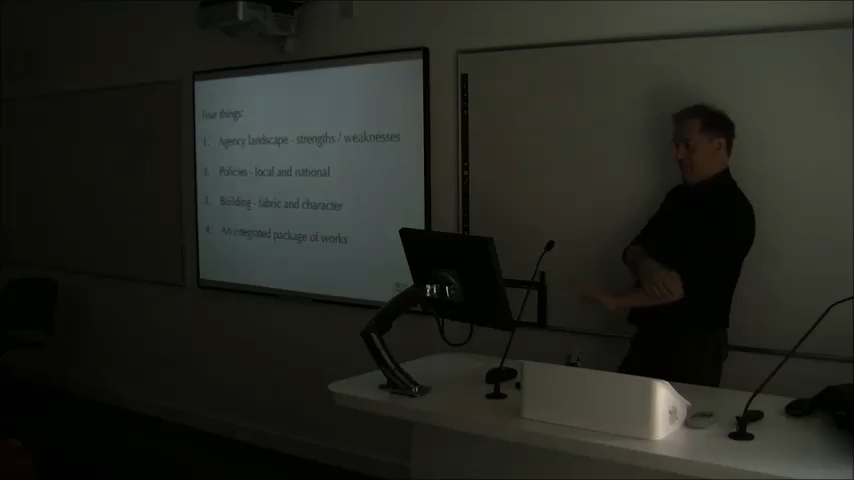 Four things:
1. Agency landscape - strengths / weaknesses
2. Policies - local and national
3. Building - fabric and character
4. An integrated package of works